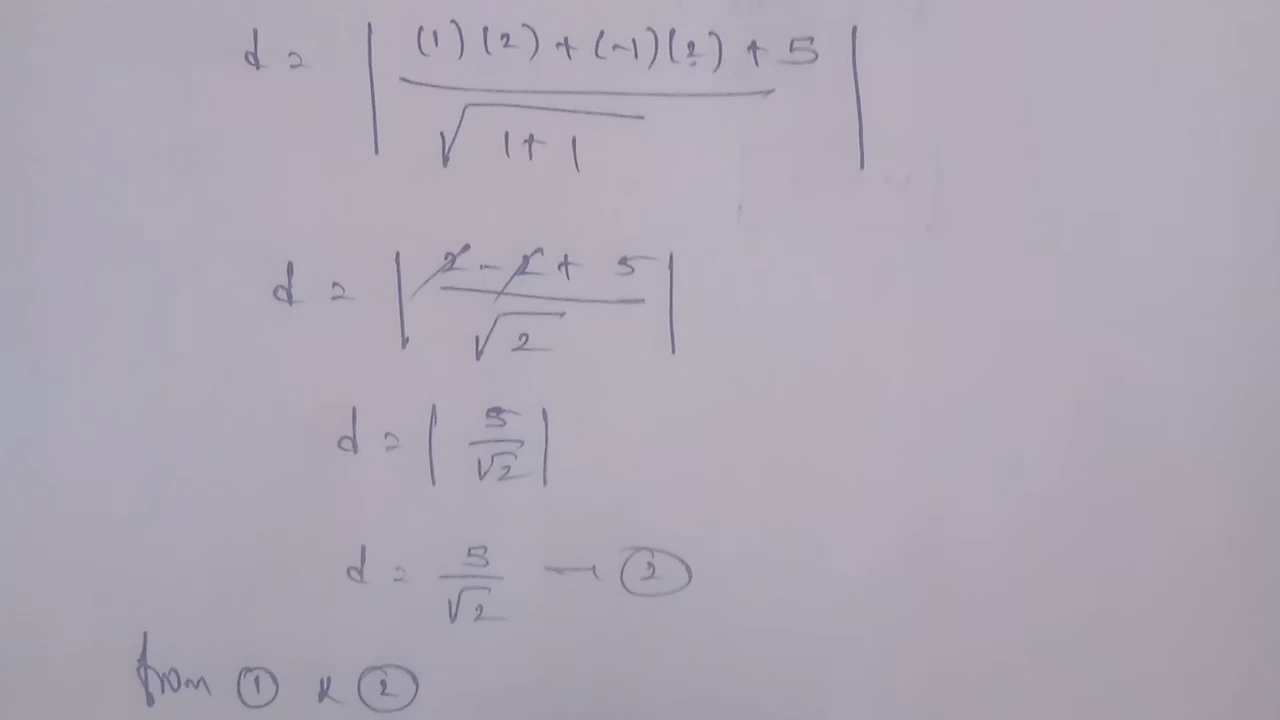 d = | (1)(2) + (-1)(2) + 5 / √1+1 |
d = | 2 - 2 + 5 / √2 |
d = | 5 / √2 |
d = 5 / √2 — ②
from ① & ②